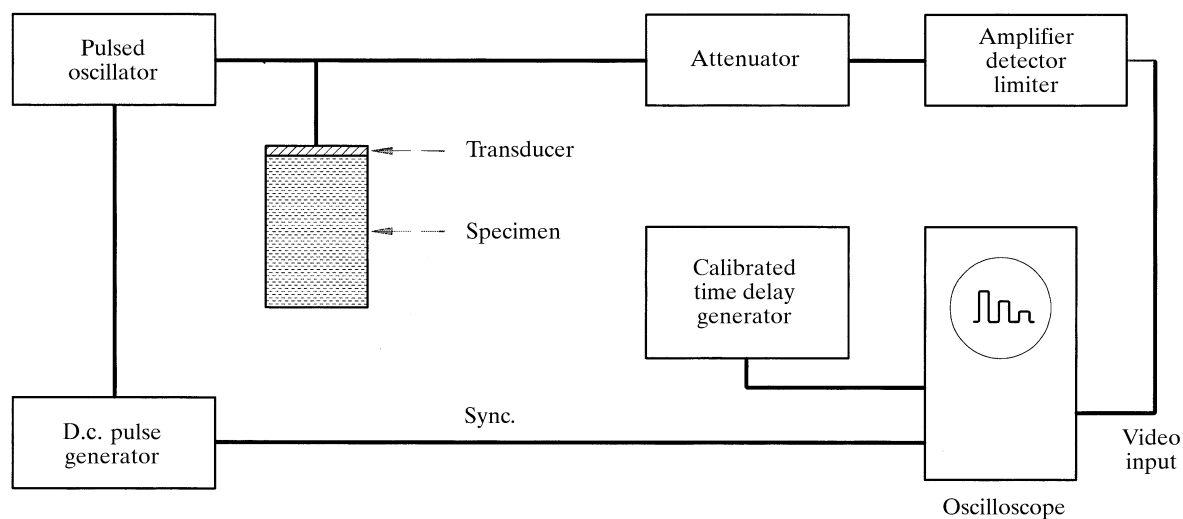 Pulsed
oscillator
Attenuator
Amplifier
detector
limiter
Transducer
Specimen
Calibrated
time delay
generator
D.c. pulse
generator
Sync.
Video
input
Oscilloscope